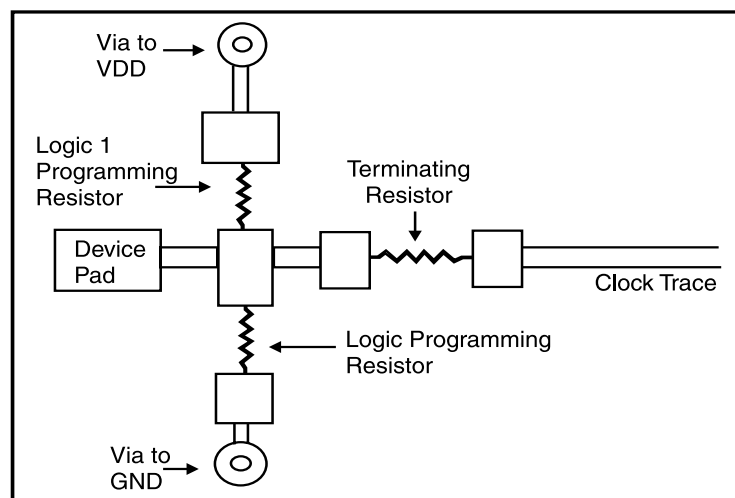 Via to
VDD
Logic 1
Programming
Resistor
Terminating
Resistor
Device
Pad
Clock Trace
Logic Programming
Resistor
Via to
GND